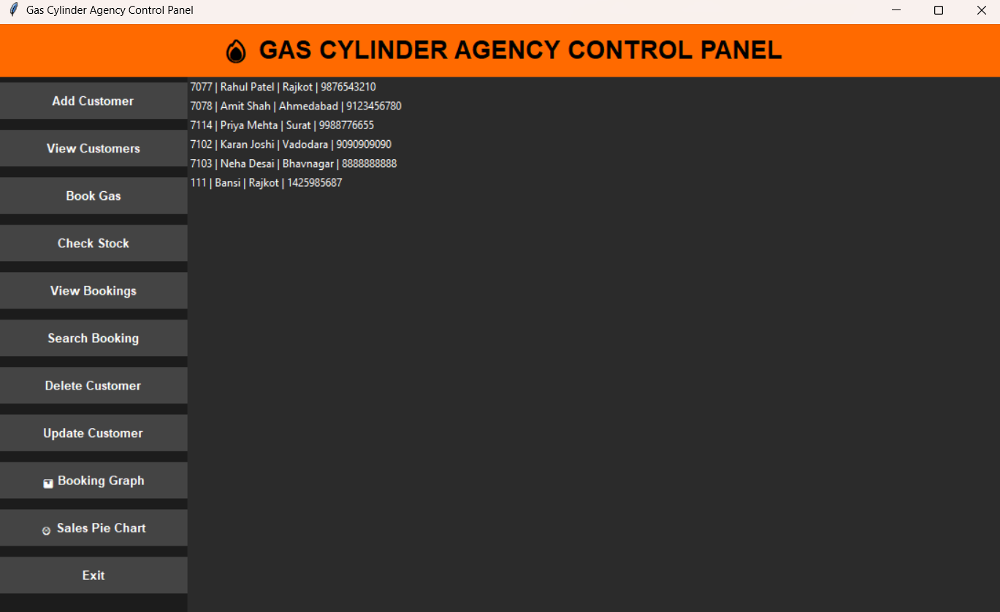 Gas Cylinder Agency Control Panel
GAS CYLINDER AGENCY CONTROL PANEL
Add Customer
View Customers
Book Gas
Check Stock
View Bookings
Search Booking
Delete Customer
Update Customer
Booking Graph
Sales Pie Chart
Exit
7077 | Rahul Patel | Rajkot | 9876543210
7078 | Amit Shah | Ahmedabad | 9123456780
7114 | Priya Mehta | Surat | 9988776655
7102 | Karan Joshi | Vadodara | 9090909090
7103 | Neha Desai | Bhavnagar | 8888888888
111 | Bansi | Rajkot | 1425985687